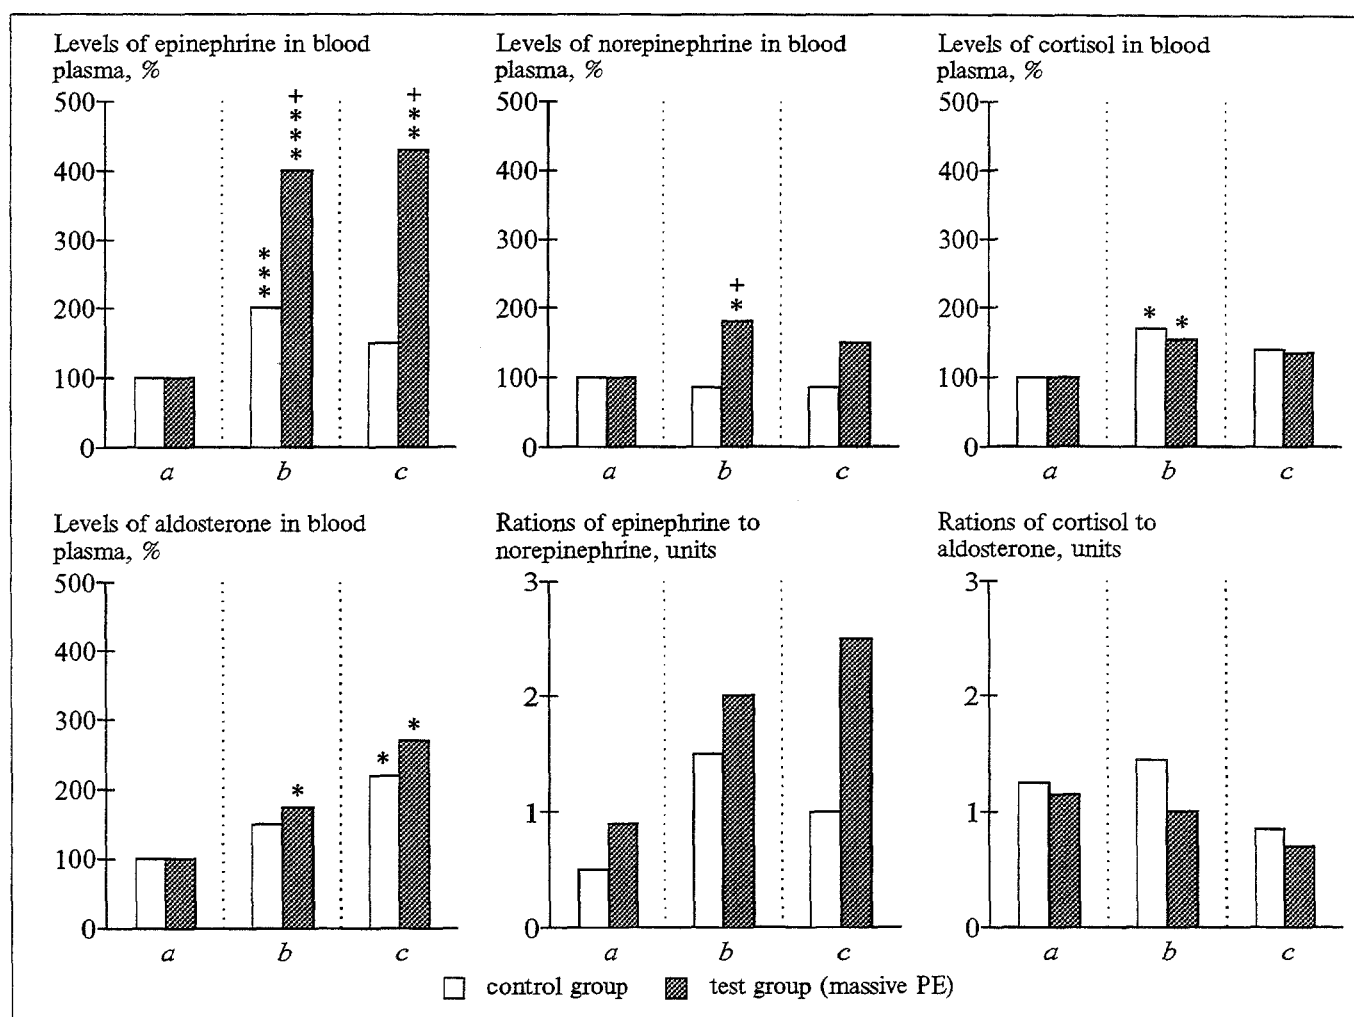 Levels of epinephrine in blood
plasma, %
500
400
300
200
100
0
+
*
*
*
*
*
*
+
*
*
a b c
Levels of norepinephrine in blood
plasma, %
500
400
300
200
100
0
+
*
a b c
Levels of cortisol in blood
plasma, %
500
400
300
200
100
0
* *
a b c
Levels of aldosterone in blood
plasma, %
500
400
300
200
100
0
*
*
*
a b c
Rations of epinephrine to
norepinephrine, units
3
2
1
0
a b c
Rations of cortisol to
aldosterone, units
3
2
1
0
a b c
control group test group (massive PE)